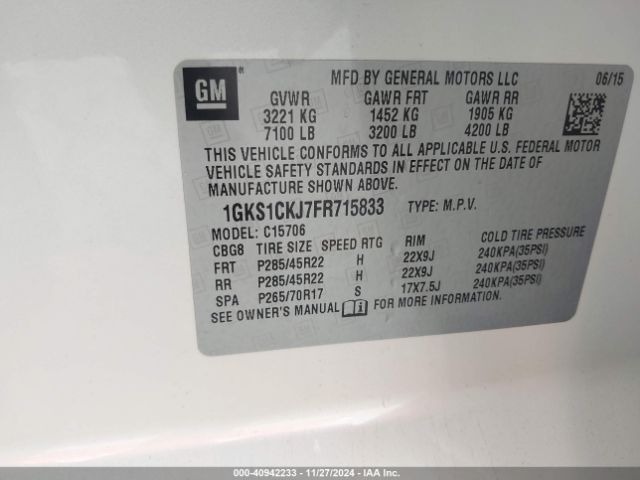 GM
MFD BY GENERAL MOTORS LLC 06/15
GVWR GAWR FRT GAWR RR
3221 KG 1452 KG 1905 KG
7100 LB 3200 LB 4200 LB
THIS VEHICLE CONFORMS TO ALL APPLICABLE U.S. FEDERAL MOTOR
VEHICLE SAFETY STANDARDS IN EFFECT ON THE DATE OF
MANUFACTURE SHOWN ABOVE.
1GKS1CKJ7FR715833 TYPE: M.P.V.
MODEL: C15706
CBG8 TIRE SIZE SPEED RTG RIM COLD TIRE PRESSURE
FRT P285/45R22 H 22X9J 240KPA(35PSI)
RR P285/45R22 H 22X9J 240KPA(35PSI)
SPA P265/70R17 S 17X7.5J 240KPA(35PSI)
SEE OWNER'S MANUAL FOR MORE INFORMATION.
000-40942233 - 11/27/2024 - IAA Inc.